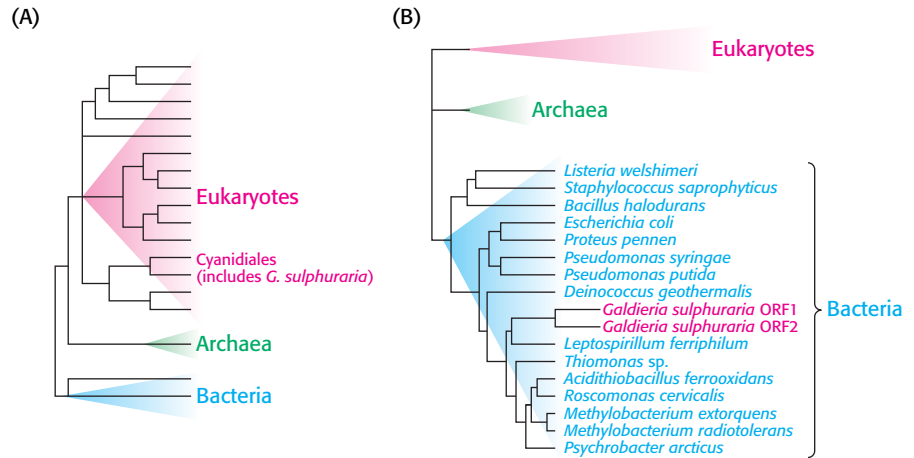 (A)
Eukaryotes
Cyanidiales
(includes G. sulphuraria)
Archaea
Bacteria
(B)
Eukaryotes
Archaea
Listeria welshimeri
Staphylococcus saprophyticus
Bacillus halodurans
Escherichia coli
Proteus pennen
Pseudomonas syringae
Pseudomonas putida
Deinococcus geothermalis
Galdieria sulphuraria ORF1
Galdieria sulphuraria ORF2
Leptospirillum ferriphilum
Thiomonas sp.
Acidithiobacillus ferrooxidans
Roscomonas cervicalis
Methylobacterium extorquens
Methylobacterium radiotolerans
Psychrobacter arcticus
Bacteria